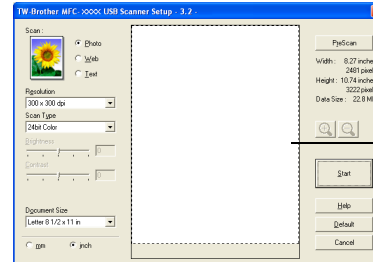 TW-Brother MFC-XXXX USB Scanner Setup - 3.2 -
Scan :
Photo
Web
Text
Resolution
300 x 300 dpi
Scan Type
24bit Color
Brightness
0
Contrast
0
Document Size
Letter 8 1/2 x 11 in
mm
inch
PreScan
Width : 8.27 inche
2481 pixel
Height : 10.74 inche
3222 pixel
Data Size : 22.8 M
Start
Help
Default
Cancel